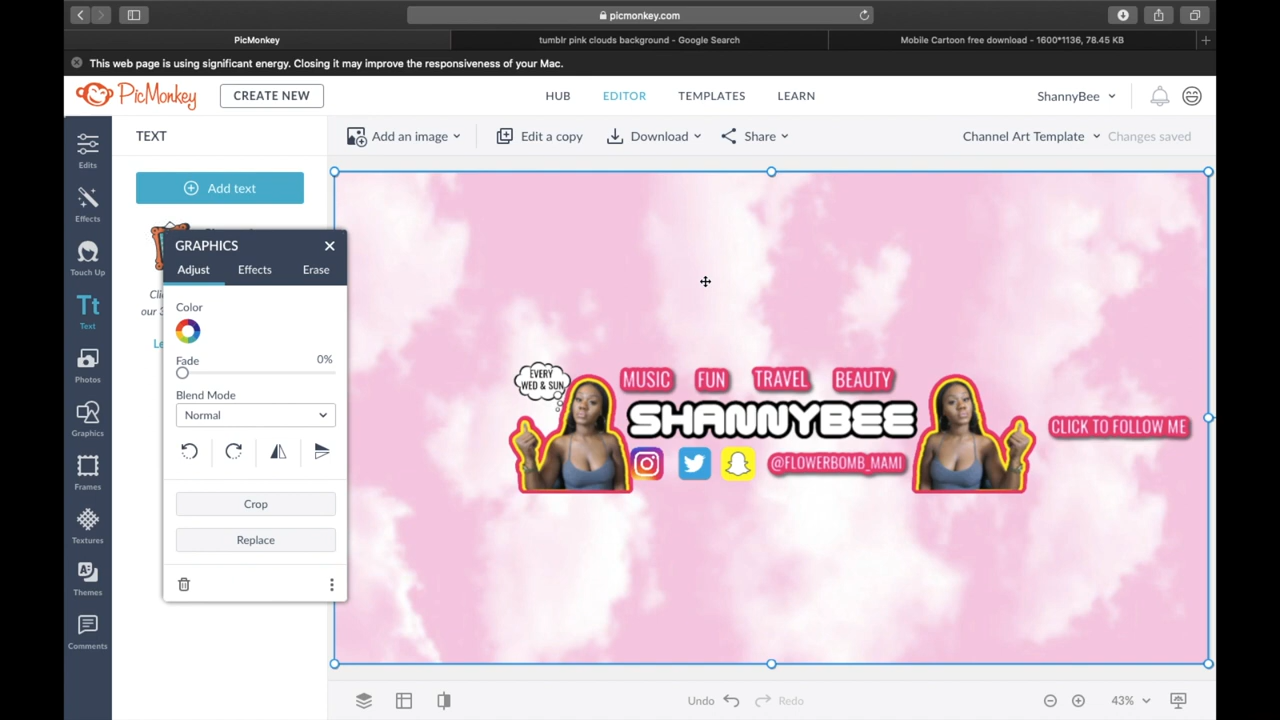 picmonkey.com
PicMonkey
tumblr pink clouds background - Google Search
Mobile Cartoon free download - 1600*1136, 78.45 KB
This web page is using significant energy. Closing it may improve the responsiveness of your Mac.
PicMonkey
CREATE NEW
HUB
EDITOR
TEMPLATES
LEARN
ShannyBee
TEXT
Add an image
Edit a copy
Download
Share
Channel Art Template
Changes saved
Edits
Effects
Touch Up
Tt
Text
Photos
Graphics
Frames
Textures
Themes
Comments
Add text
GRAPHICS
Adjust
Effects
Erase
Color
Fade
0%
Blend Mode
Normal
Crop
Replace
EVERY
WED & SUN
MUSIC
FUN
TRAVEL
BEAUTY
SHANNYBEE
@FLOWERBOMB_MAMI
CLICK TO FOLLOW ME
Undo
Redo
43%